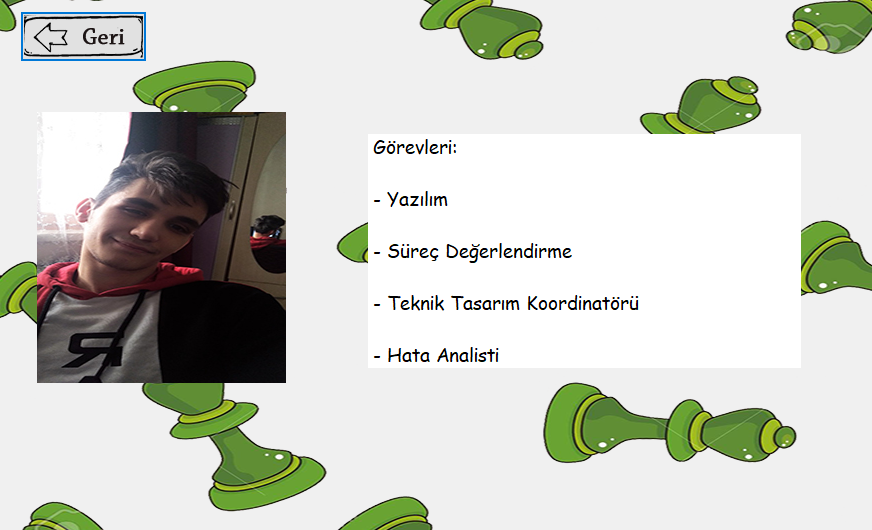 Geri
Görevleri:
- Yazılım
- Süreç Değerlendirme
- Teknik Tasarım Koordinatörü
- Hata Analisti